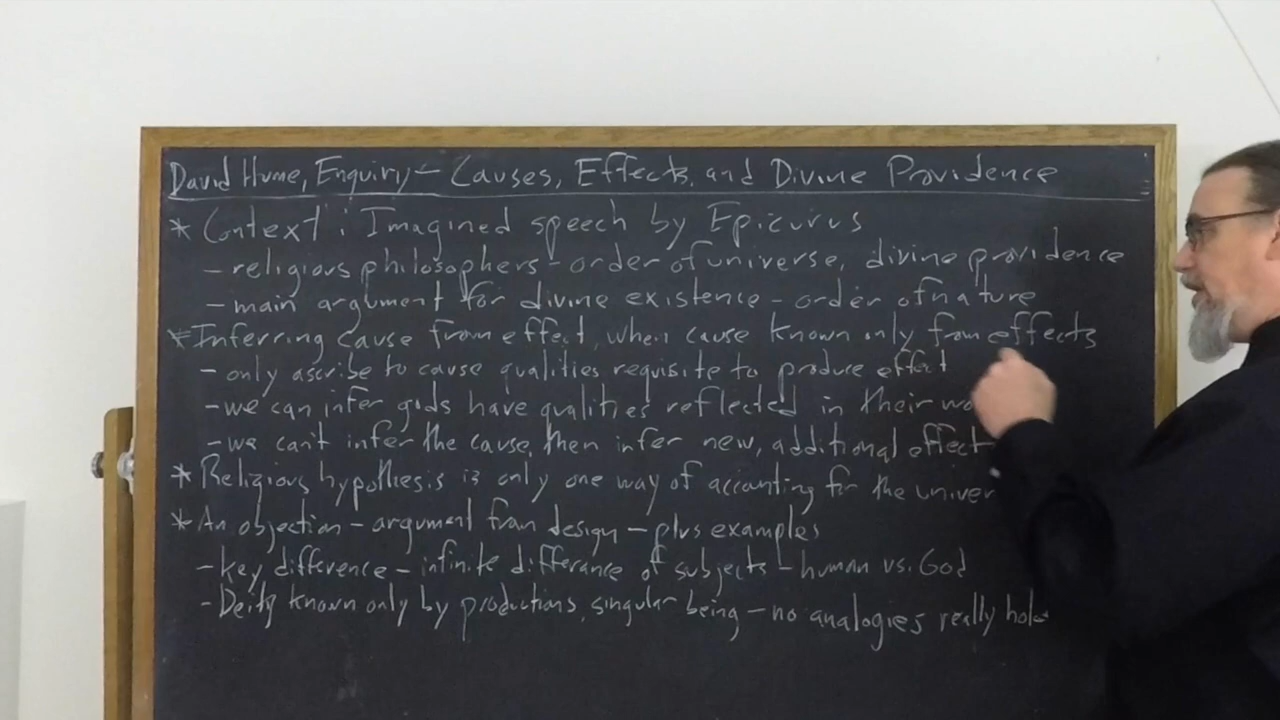 David Hume, Enquiry - Causes, Effects, and Divine Providence
* Context: Imagined speech by Epicurus
- religious philosophers - order of universe, divine providence
- main argument for divine existence - order of nature
* Inferring cause from effect, when cause known only from effects
- only ascribe to cause qualities requisite to produce effect
- we can infer gods have qualities reflected in their wo
- we can't infer the cause, then infer new, additional effect
* Religious hypothesis is only one way of accounting for the univer
* An objection - argument from design - plus examples
- key difference - infinite difference of subjects - human vs. God
- Deity known only by productions, singular being - no analogies really hold